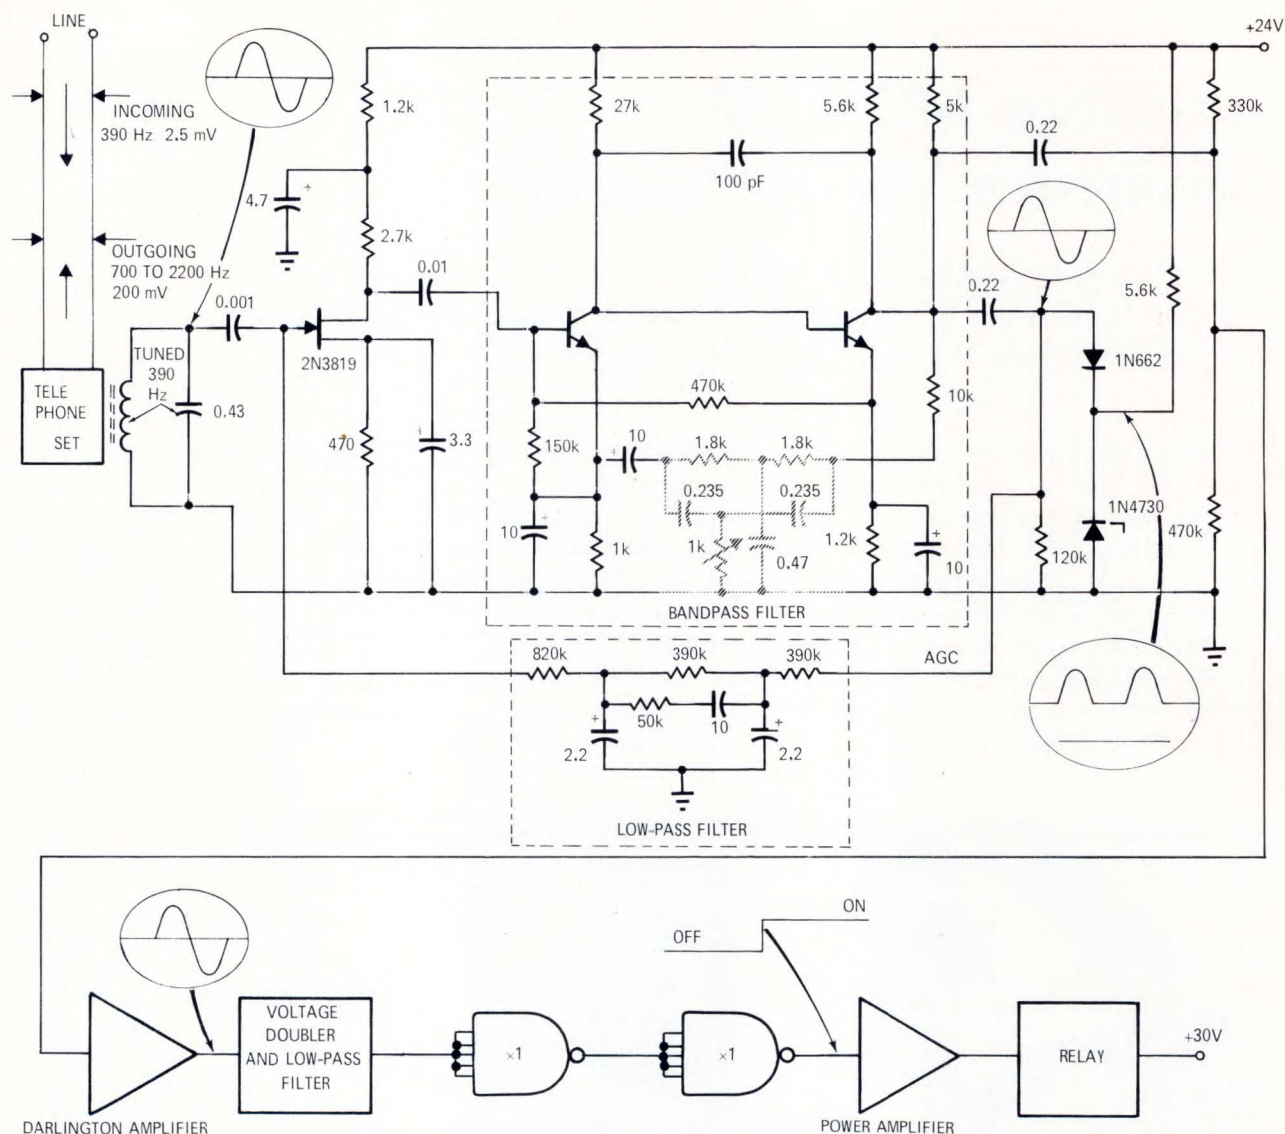 LINE
+24V
INCOMING
390 Hz 2.5 mV
1.2k
27k
5.6k
5k
330k
0.22
100 pF
4.7
+
2.7k
OUTGOING
700 TO 2200 Hz
200 mV
0.01
0.001
0.22
5.6k
TUNED
390
Hz
2N3819
1N662
TELE
PHONE
SET
0.43
470k
10k
470
+
3.3
150k
+
10
1.8k
1.8k
0.235
0.235
1N4730
10
+
1k
1k
0.47
1.2k
+
10
120k
470k
BANDPASS FILTER
820k
390k
390k
AGC
50k
10
+
2.2
+
2.2
LOW-PASS FILTER
ON
OFF
VOLTAGE
DOUBLER
AND LOW-PASS
FILTER
×1
×1
RELAY
+30V
DARLINGTON AMPLIFIER
POWER AMPLIFIER